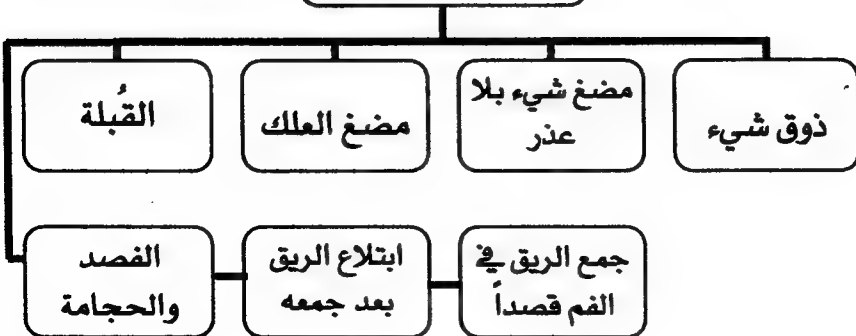 ذوق شيء
مضغ شيء بلا
عذر
مضغ العلك
القُبلة
جمع الريق في
الفم قصداً
ابتلاع الريق
بعد جمعه
الفصد
والحجامة